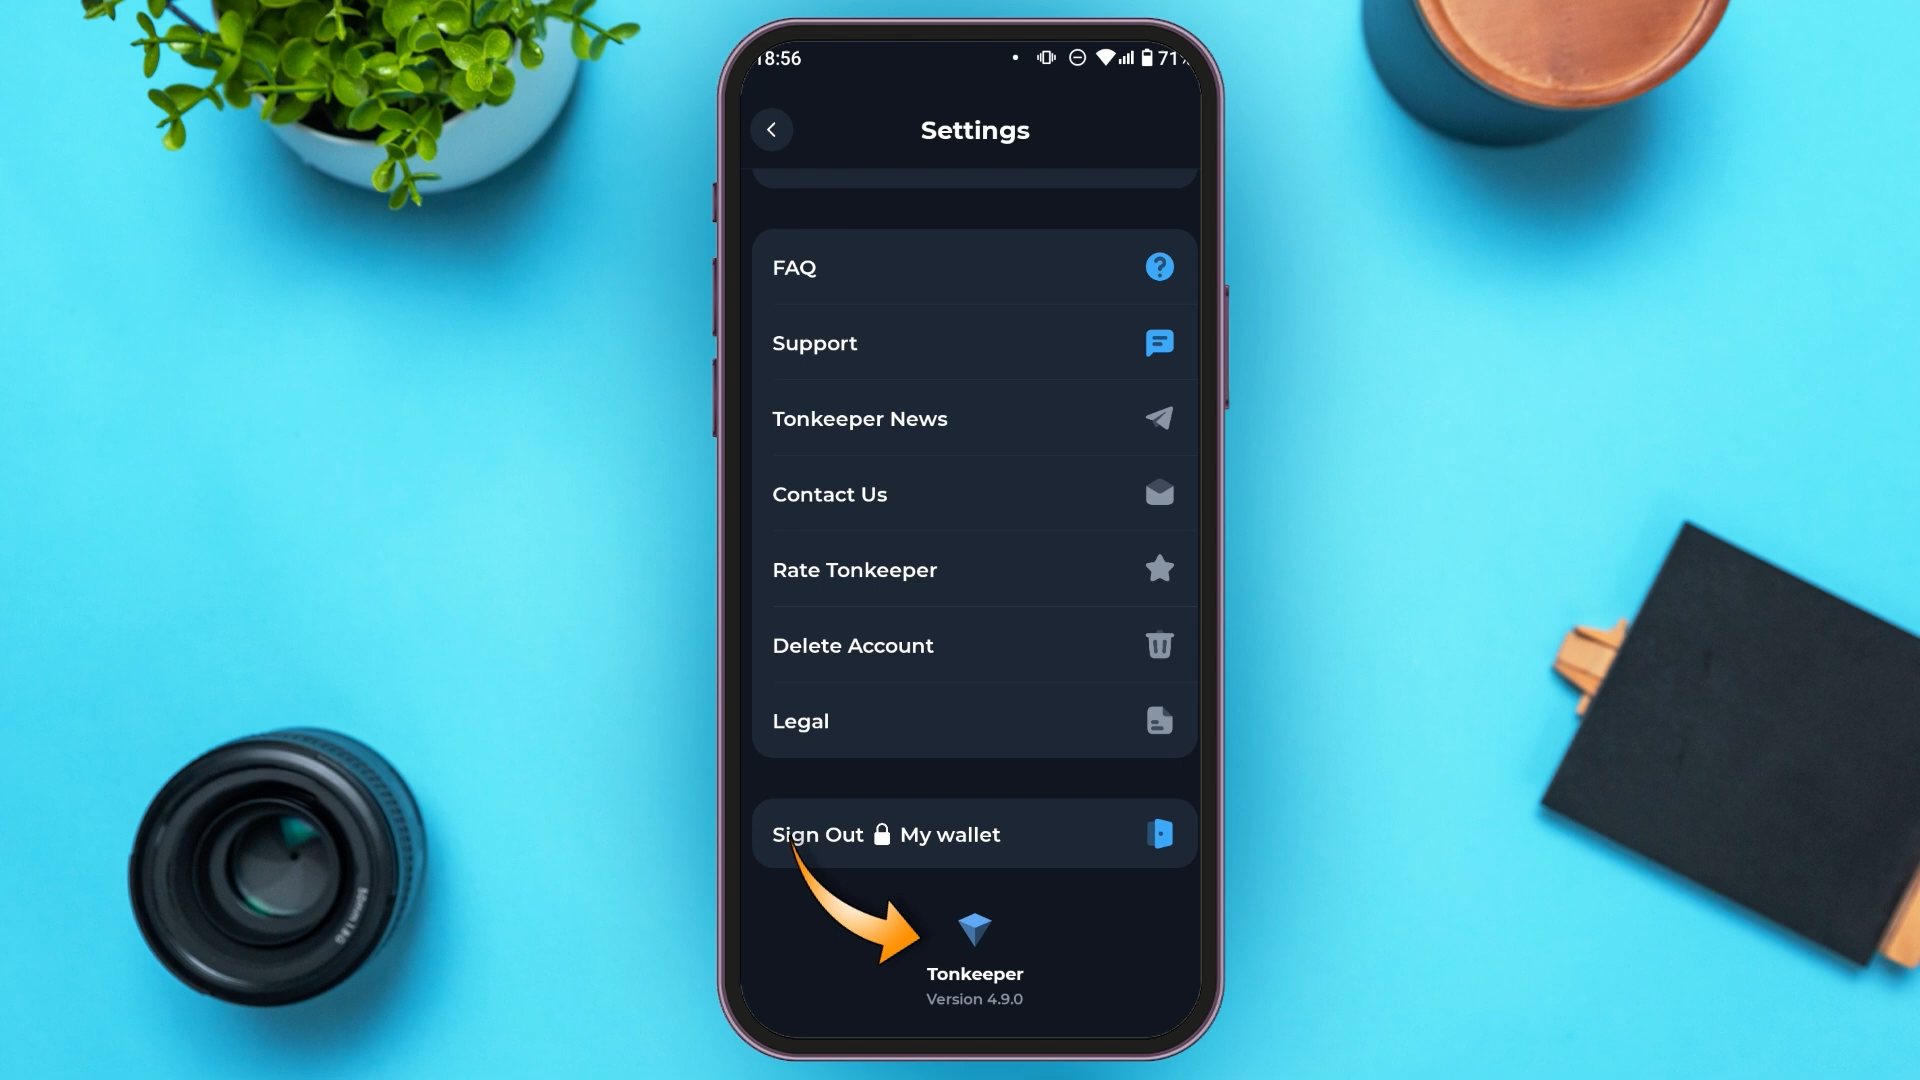 18:56
71%
Settings
FAQ
Support
Tonkeeper News
Contact Us
Rate Tonkeeper
Delete Account
Legal
Sign Out 🔒 My wallet
Tonkeeper
Version 4.9.0